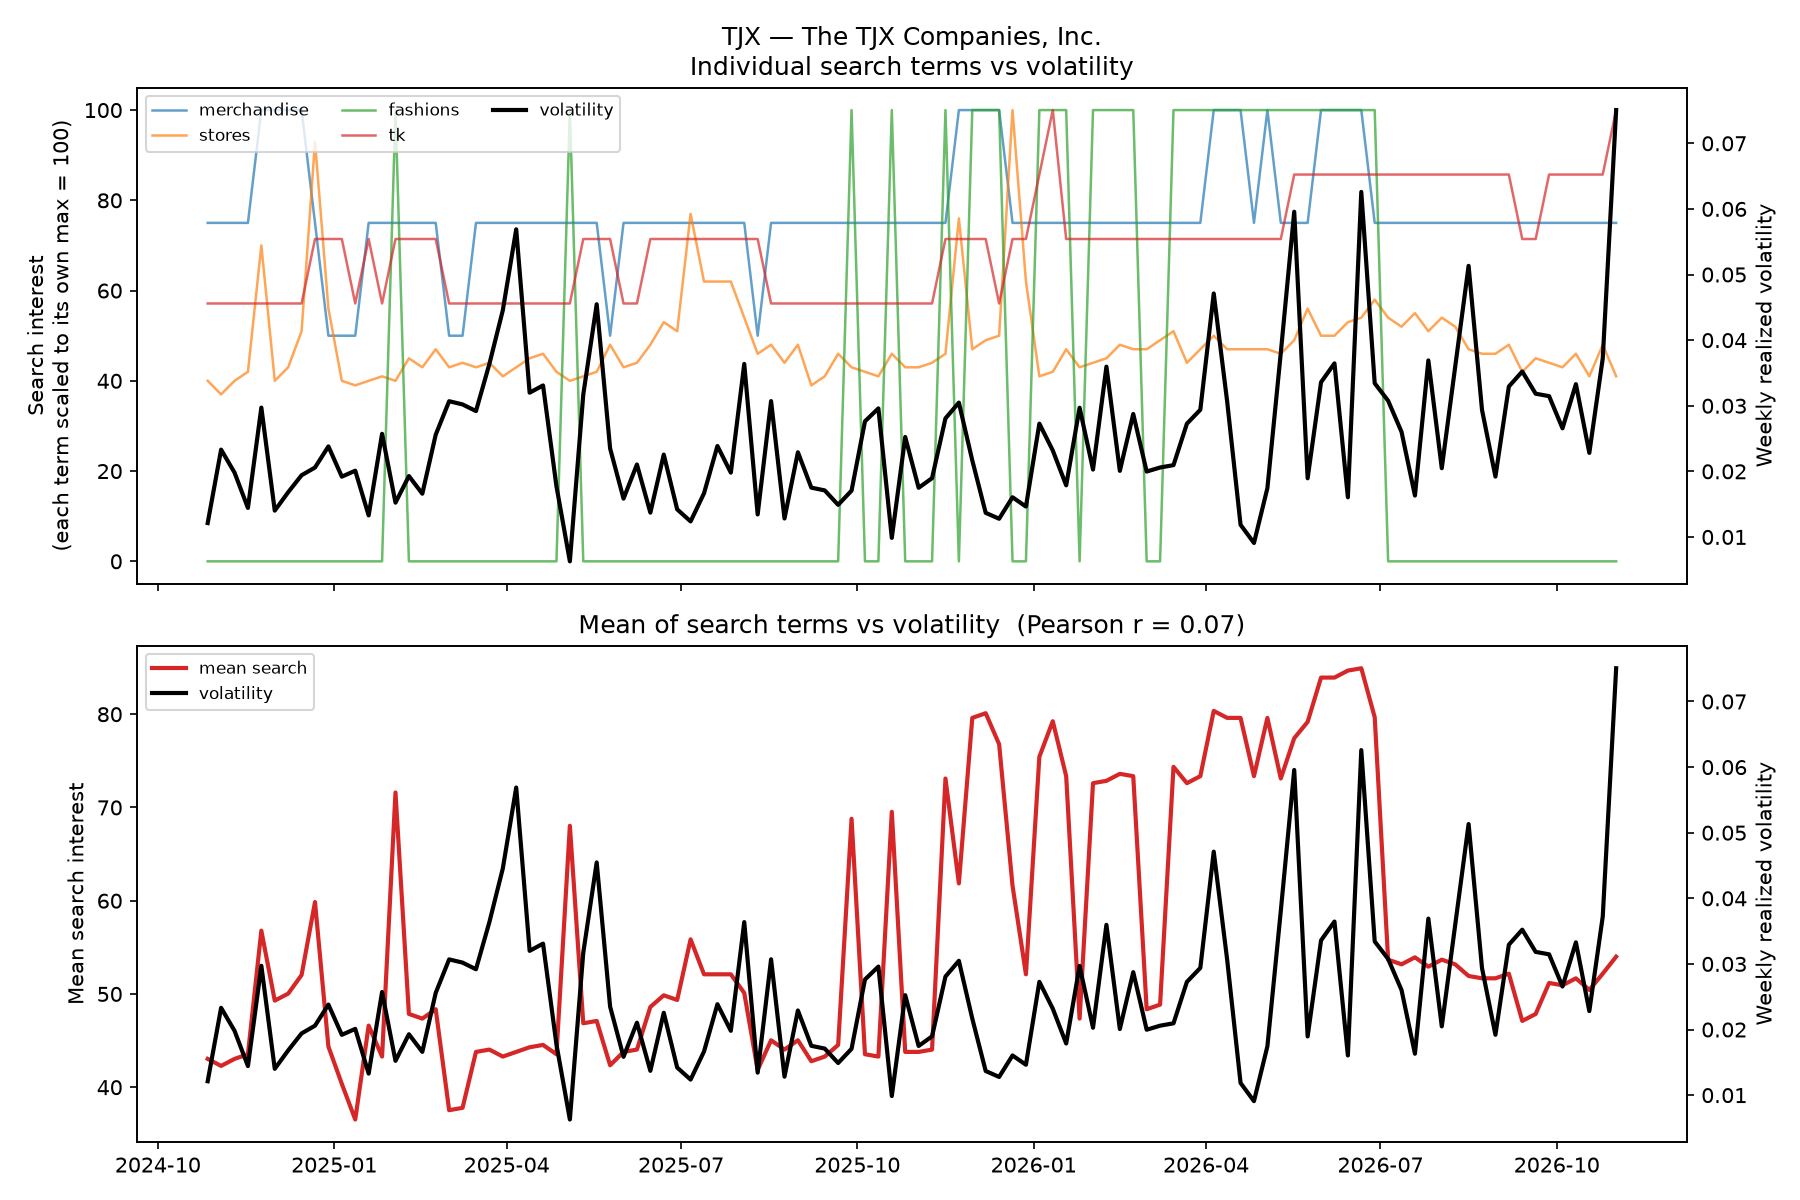 TJX — The TJX Companies, Inc.
Individual search terms vs volatility
merchandise
stores
fashions
tk
volatility
Search interest
(each term scaled to its own max = 100)
100
80
60
40
20
0
0.07
0.06
0.05
0.04
0.03
0.02
0.01
Weekly realized volatility
Mean of search terms vs volatility (Pearson r = 0.07)
mean search
volatility
Mean search interest
80
70
60
50
40
0.07
0.06
0.05
0.04
0.03
0.02
0.01
Weekly realized volatility
2024-10 2025-01 2025-04 2025-07 2025-10 2026-01 2026-04 2026-07 2026-10